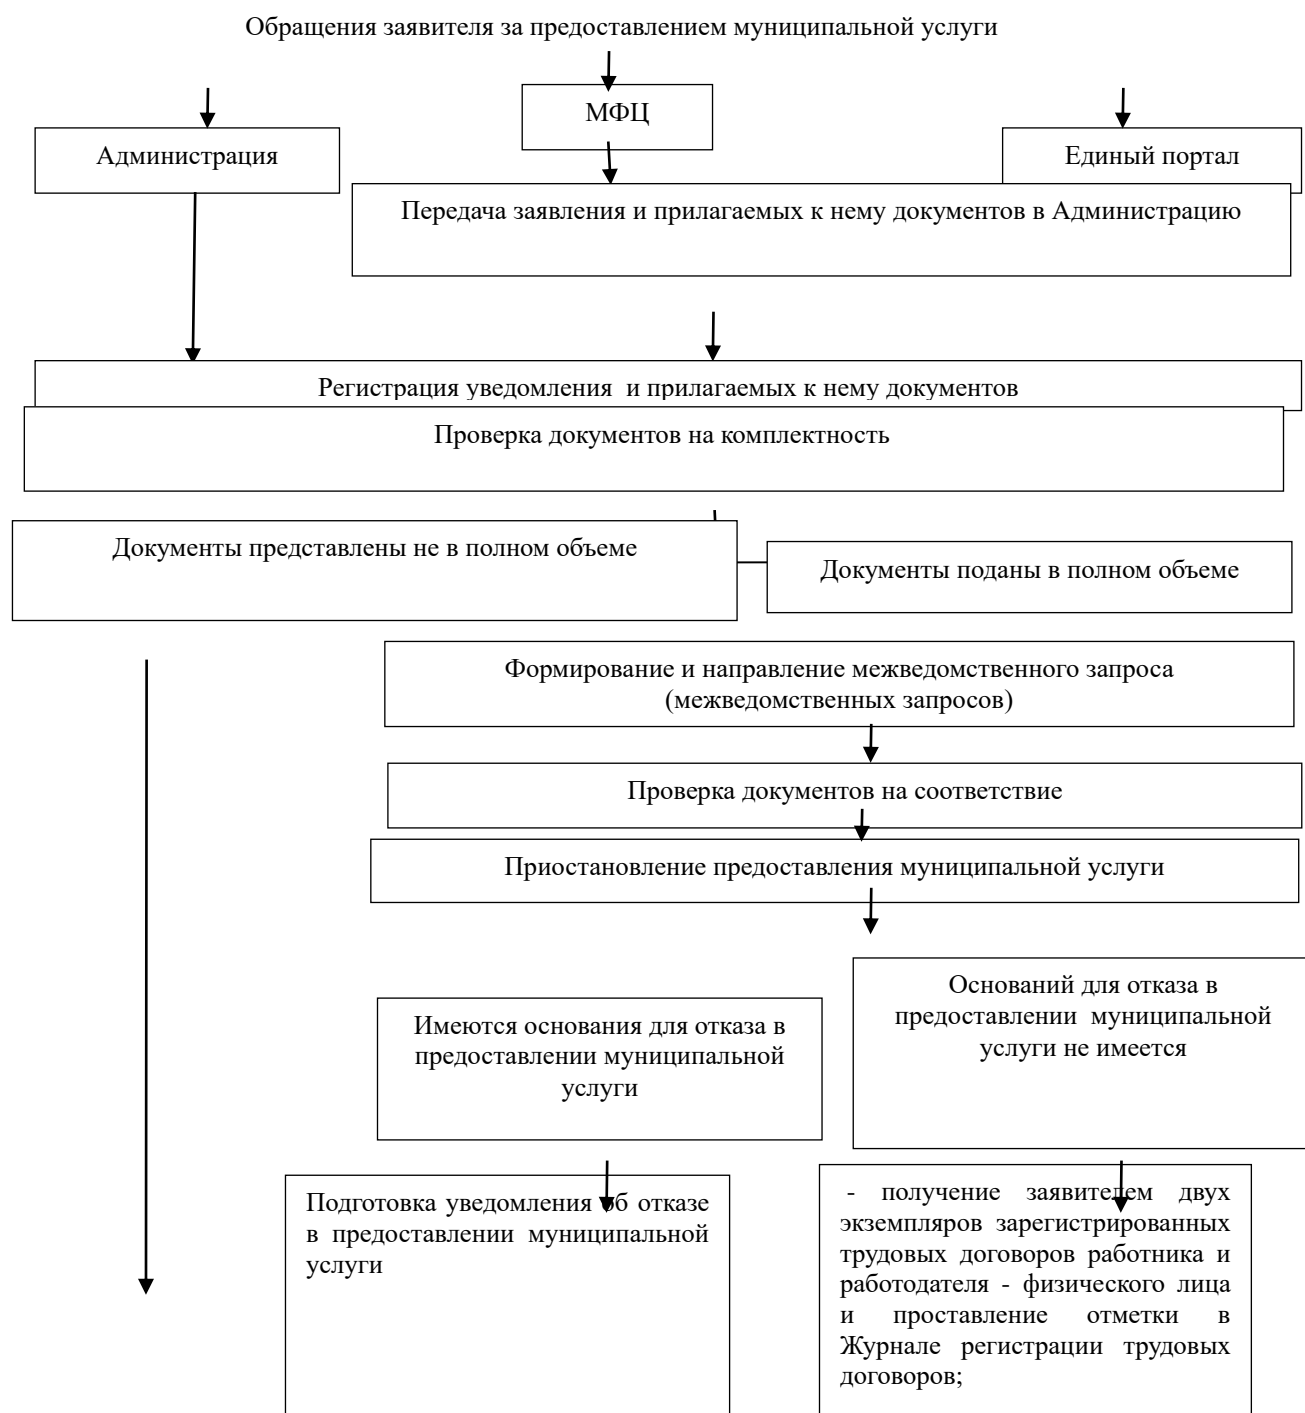 Обращения заявителя за предоставлением муниципальной услуги
МФЦ
Администрация
Единый портал
Передача заявления и прилагаемых к нему документов в Администрацию
Регистрация уведомления и прилагаемых к нему документов
Проверка документов на комплектность
Документы представлены не в полном объеме
Документы поданы в полном объеме
Формирование и направление межведомственного запроса
(межведомственных запросов)
Проверка документов на соответствие
Приостановление предоставления муниципальной услуги
Имеются основания для отказа в
предоставлении муниципальной
услуги
Оснований для отказа в
предоставлении муниципальной
услуги не имеется
Подготовка уведомления об отказе
в предоставлении муниципальной
услуги
- получение заявителем двух
экземпляров зарегистрированных
трудовых договоров работника и
работодателя - физического лица
и проставление отметки в
Журнале регистрации трудовых
договоров;